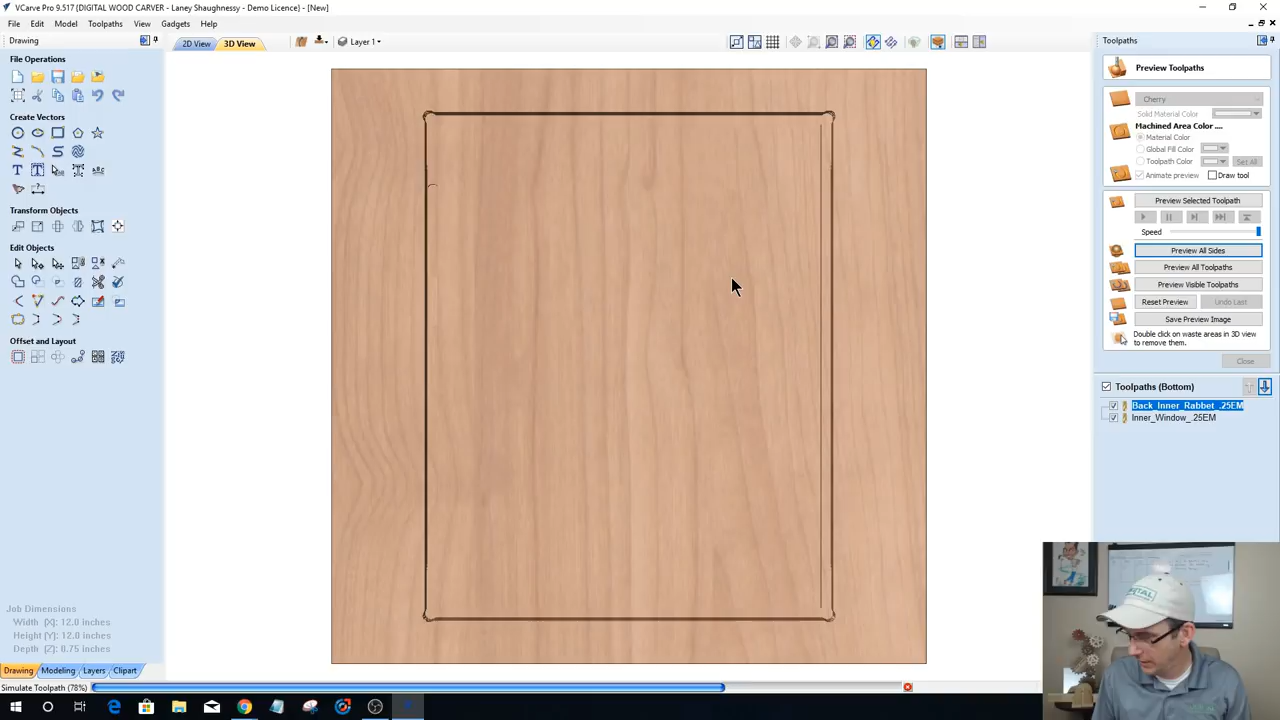 VCarve Pro 9.517 {DIGITAL WOOD CARVER - Laney Shaughnessy - Demo Licence} - [New]
File Edit Model Toolpaths View Gadgets Help
Drawing
2D View 3D View Layer 1
Toolpaths
File Operations
Create Vectors
Transform Objects
Edit Objects
Offset and Layout
Job Dimensions
Width (X): 12.0 inches
Height (Y): 12.0 inches
Depth (Z): 0.75 inches
Drawing Modeling Layers Clipart
Simulate Toolpath (78%)
Preview Toolpaths
Cherry
Solid Material Color
Machined Area Color ....
Material Color
Global Fill Color
Toolpath Color Set All
Animate preview Draw tool
Preview Selected Toolpath
Speed
Preview All Sides
Preview All Toolpaths
Preview Visible Toolpaths
Reset Preview Undo Last
Save Preview Image
Double click on waste areas in 3D view
to remove them.
Close
Toolpaths (Bottom)
Back_Inner_Rabbet_.25EM
Inner_Window_.25EM